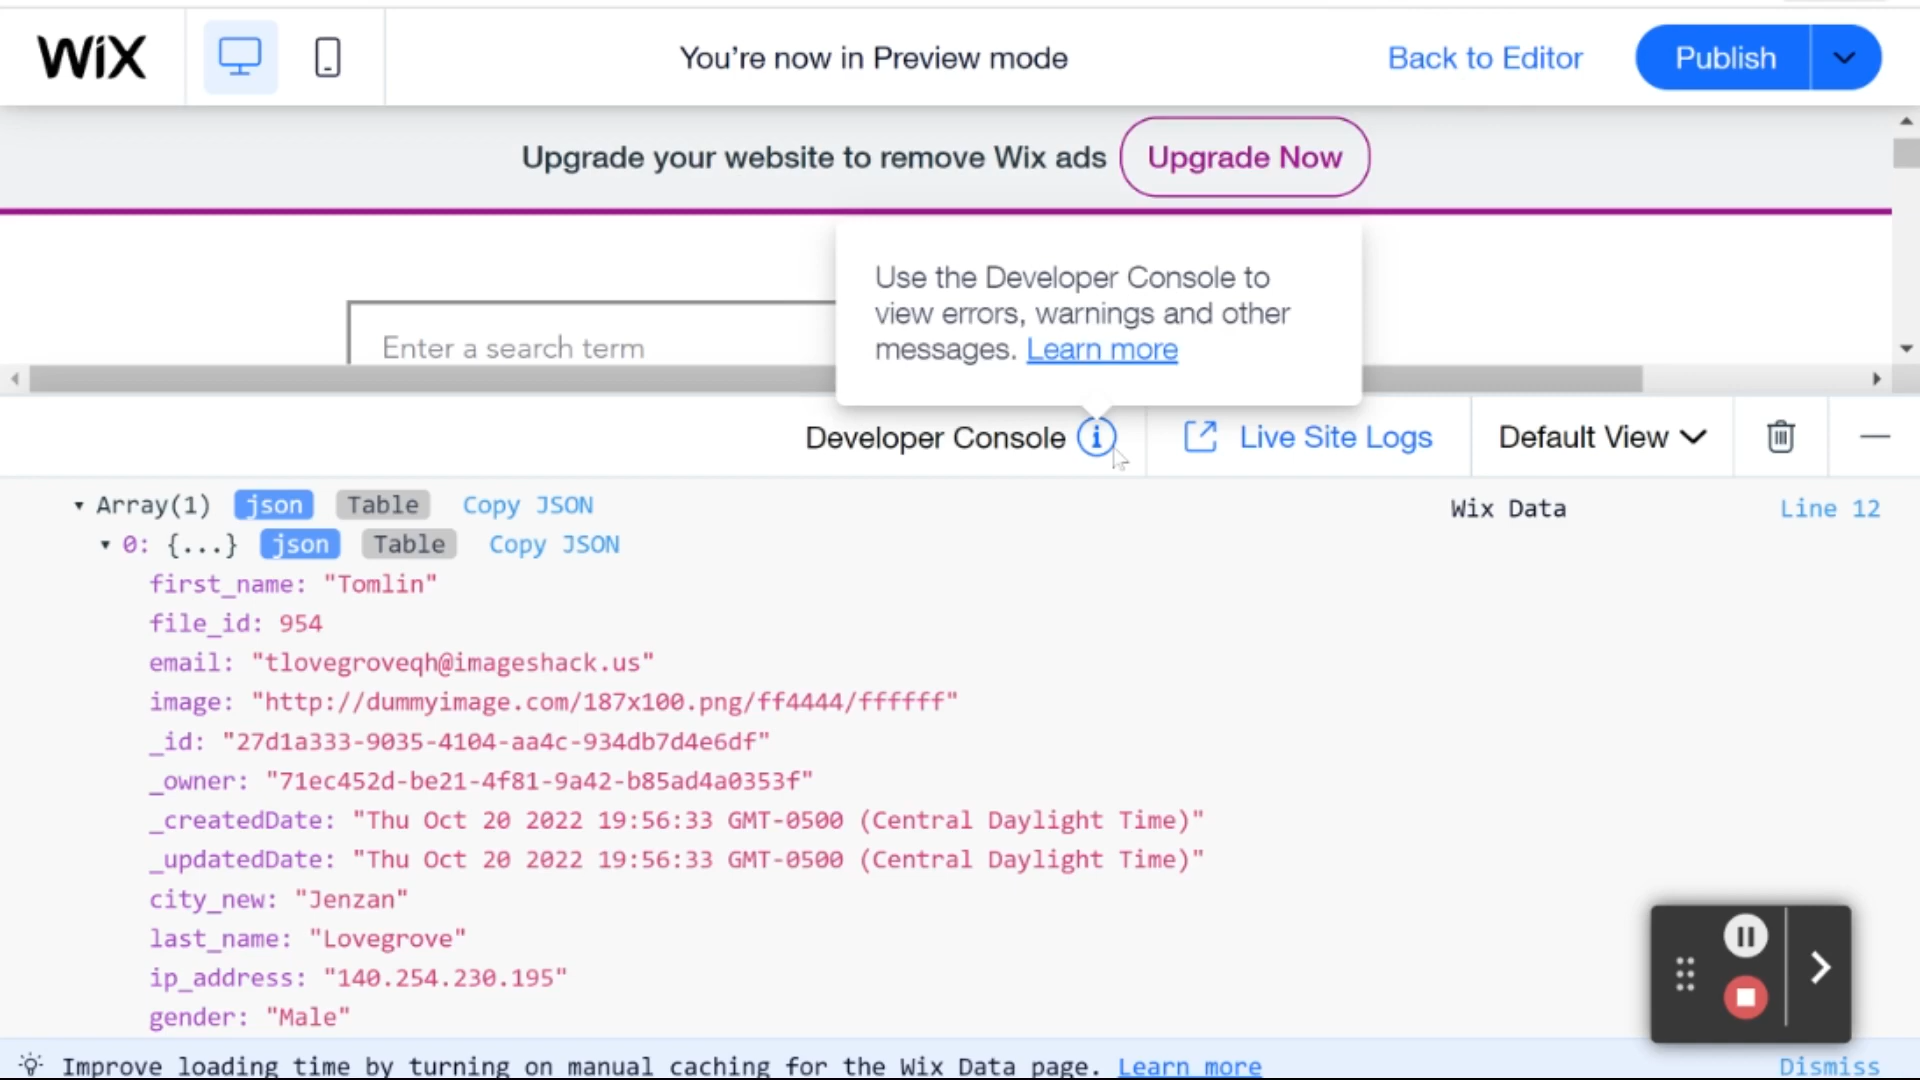 WiX
You're now in Preview mode
Back to Editor
Publish
Upgrade your website to remove Wix ads
Upgrade Now
Use the Developer Console to
view errors, warnings and other
messages. Learn more
Enter a search term
Developer Console
Live Site Logs
Default View
Array(1) json Table Copy JSON
Wix Data
Line 12
0: {...} json Table Copy JSON
first_name: "Tomlin"
file_id: 954
email: "tlovegroveqh@imageshack.us"
image: "http://dummyimage.com/187x100.png/ff4444/ffffff"
_id: "27d1a333-9035-4104-aa4c-934db7d4e6df"
_owner: "71ec452d-be21-4f81-9a42-b85ad4a0353f"
_createdDate: "Thu Oct 20 2022 19:56:33 GMT-0500 (Central Daylight Time)"
_updatedDate: "Thu Oct 20 2022 19:56:33 GMT-0500 (Central Daylight Time)"
city_new: "Jenzan"
last_name: "Lovegrove"
ip_address: "140.254.230.195"
gender: "Male"
Improve loading time by turning on manual caching for the Wix Data page. Learn more
Dismiss